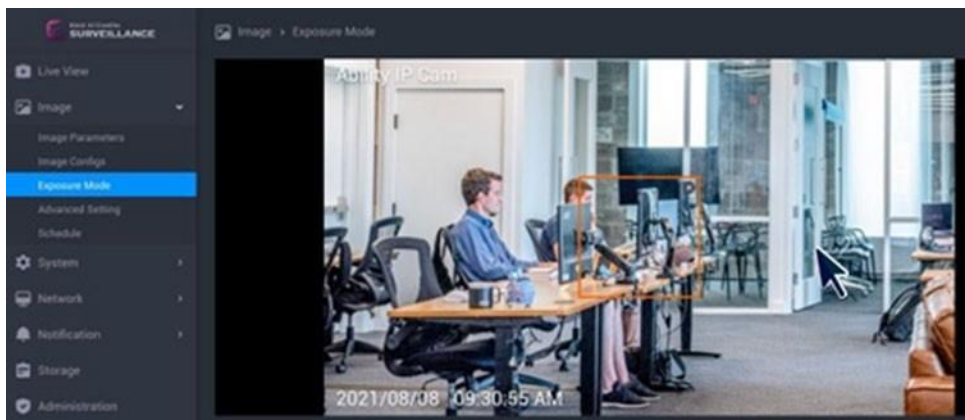 SURVEILLANCE
Image > Exposure Mode
Live View
Image
Image Parameters
Image Configs
Exposure Mode
Advanced Setting
Schedule
System
Network
Notification
Storage
Administration
Ability IP Cam
2021/08/08 09:30:55 AM